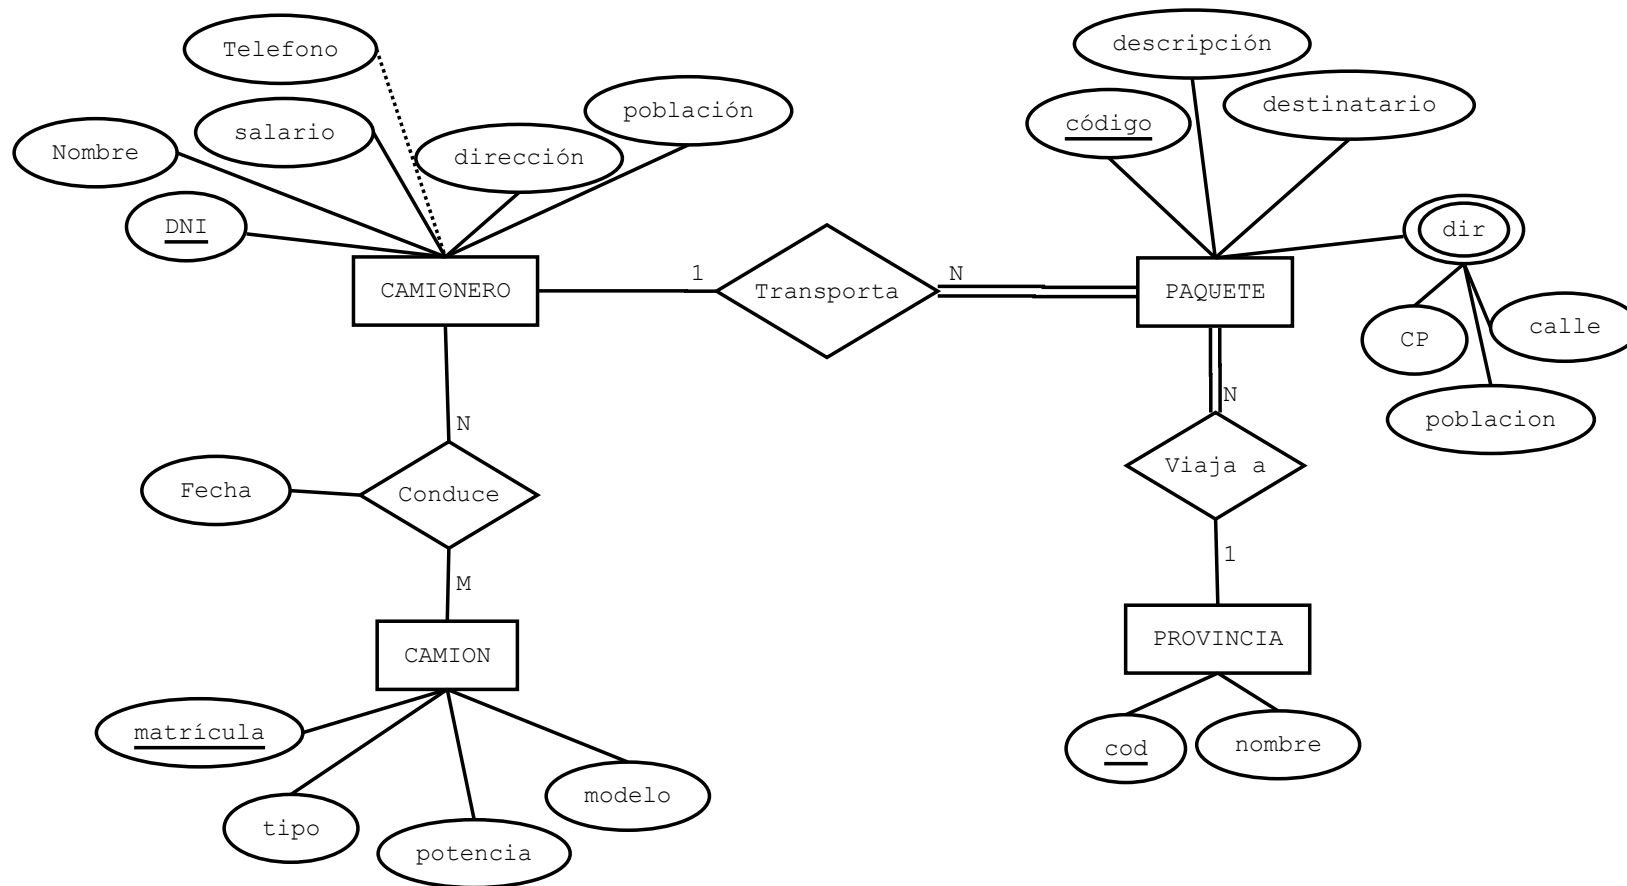 Telefono
descripción
salario
población
código
destinatario
Nombre
dirección
DNI
dir
CAMIONERO
1
Transporta
N
PAQUETE
CP
calle
poblacion
N
N
Fecha
Conduce
Viaja a
M
1
CAMION
PROVINCIA
matrícula
cod
nombre
tipo
potencia
modelo